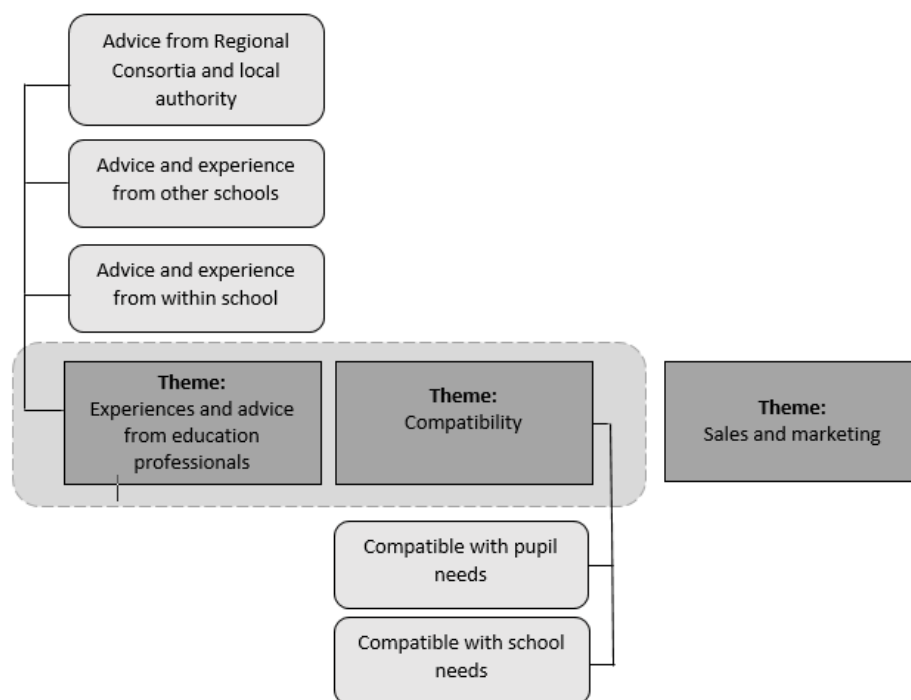 Advice from Regional
Consortia and local
authority
Advice and experience
from other schools
Advice and experience
from within school
Theme:
Experiences and advice
from education
professionals
Theme:
Compatibility
Theme:
Sales and marketing
Compatible with pupil
needs
Compatible with school
needs